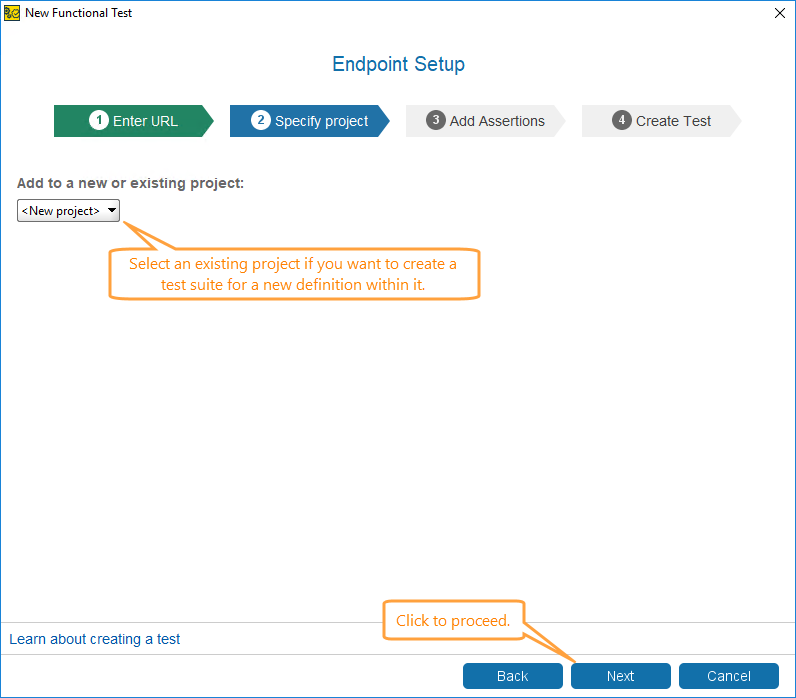 New Functional Test
Endpoint Setup
1 Enter URL
2 Specify project
3 Add Assertions
4 Create Test
Add to a new or existing project:
<New project>
Select an existing project if you want to create a
test suite for a new definition within it.
Click to proceed.
Learn about creating a test
Back
Next
Cancel